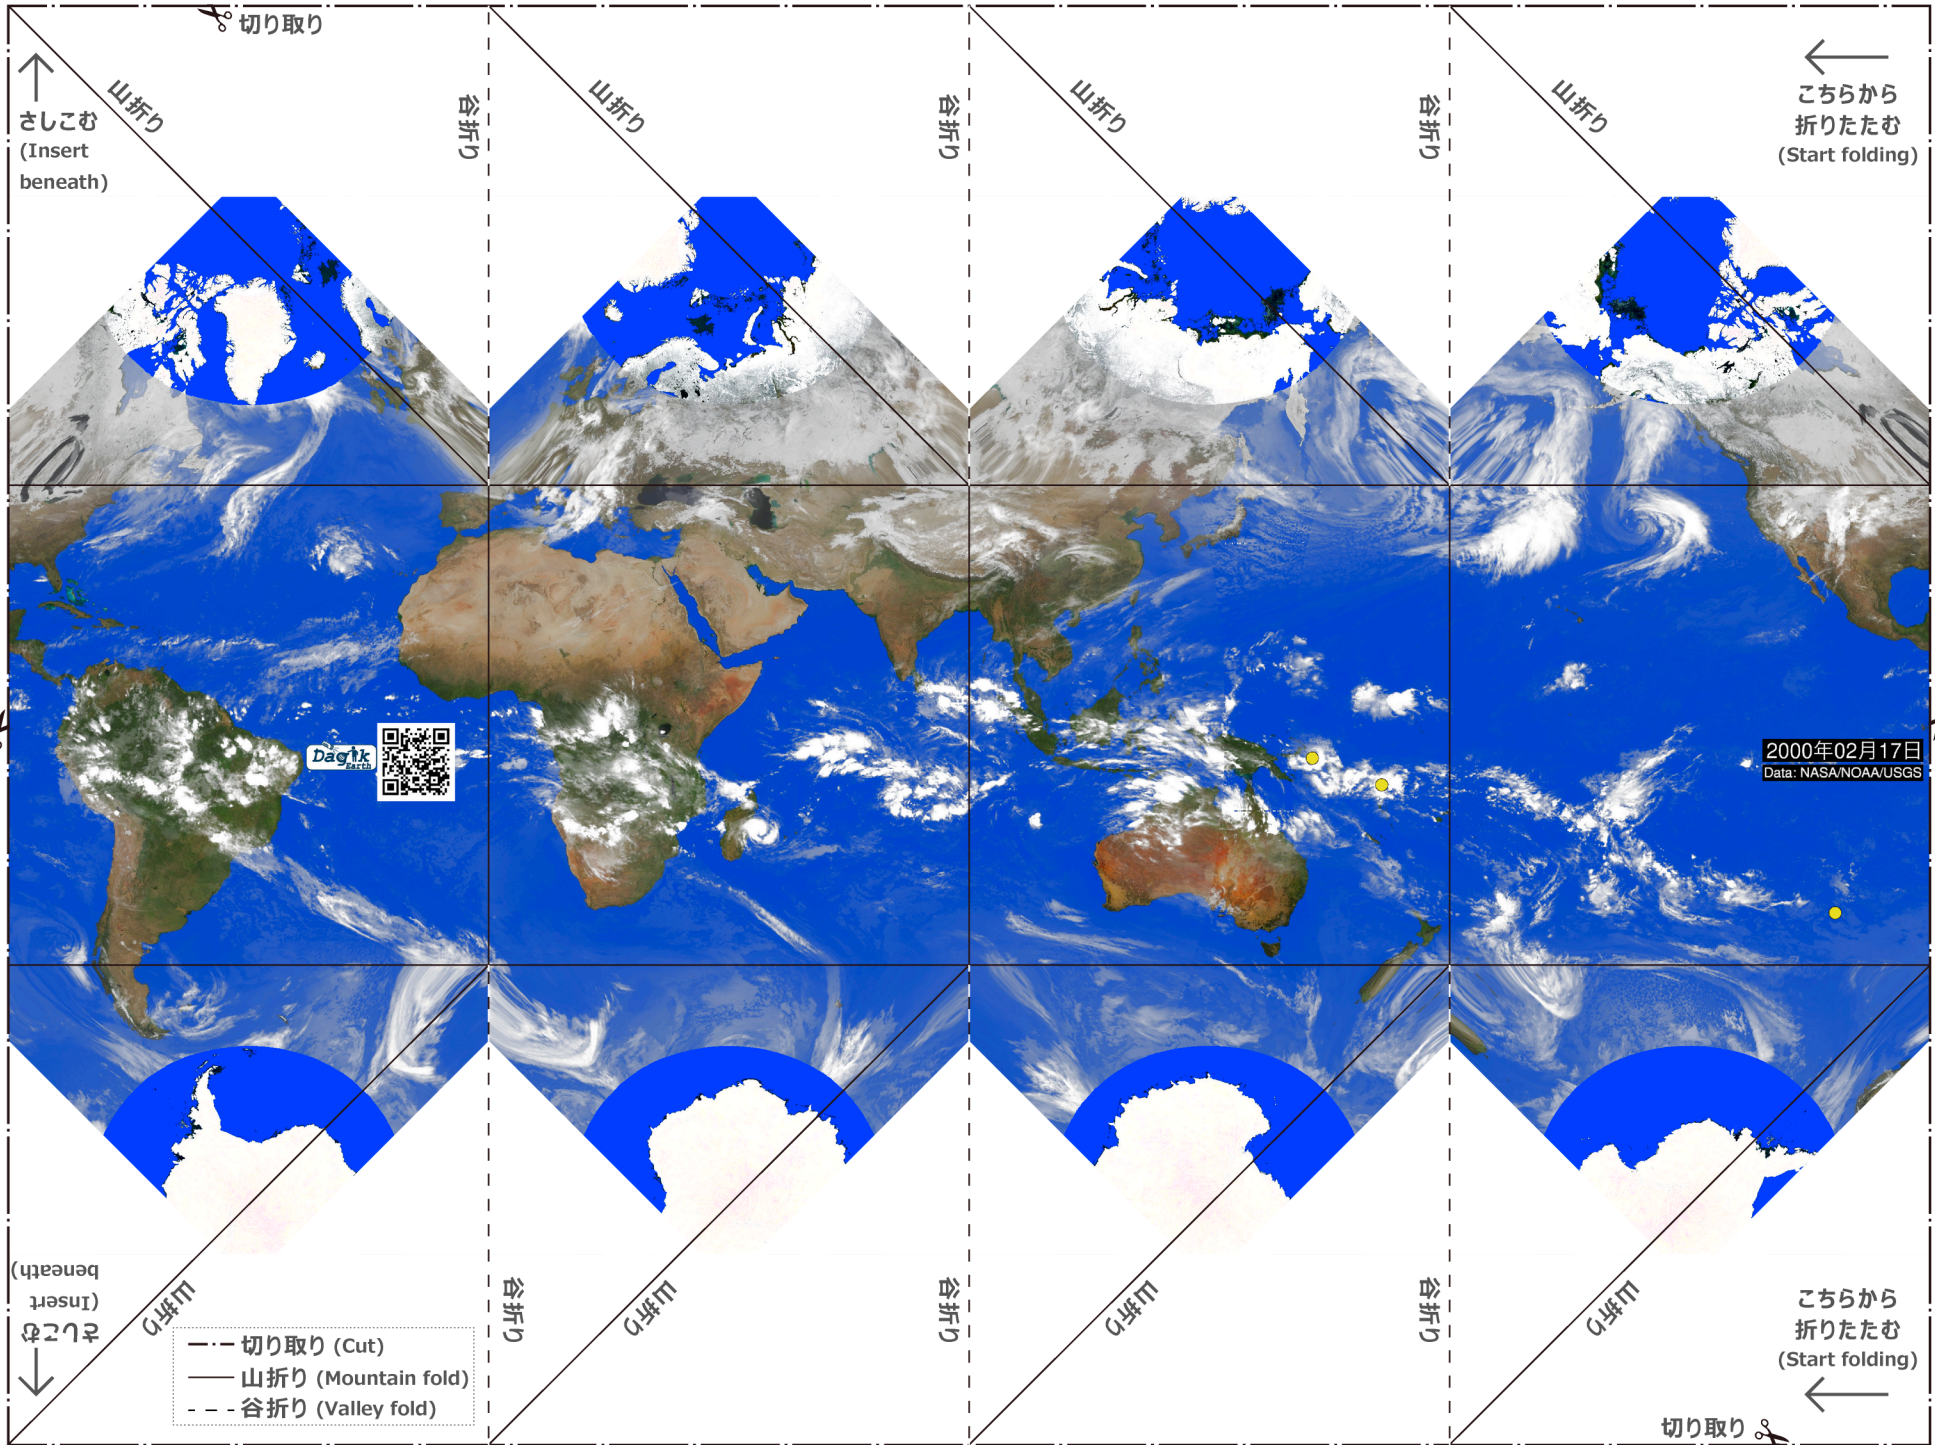 切り取り
さしこむ
(Insert
beneath)
山折り
谷折り
山折り
谷折り
山折り
谷折り
山折り
こちらから
折りたたむ
(Start folding)
Dagik
Earth
2000年02月17日
Data: NASA/NOAA/USGS
さしこむ
(Insert
beneath)
山折り
谷折り
山折り
谷折り
山折り
谷折り
山折り
こちらから
折りたたむ
(Start folding)
切り取り (Cut)
山折り (Mountain fold)
谷折り (Valley fold)
切り取り